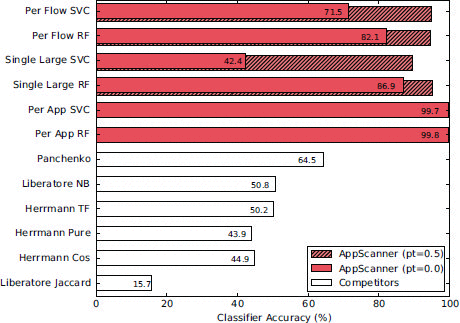 Per Flow SVC 71.5
Per Flow RF 82.1
Single Large SVC 42.4
Single Large RF 86.9
Per App SVC 99.7
Per App RF 99.8
Panchenko 64.5
Liberatore NB 50.8
Herrmann TF 50.2
Herrmann Pure 43.9
Herrmann Cos 44.9
Liberatore Jaccard 15.7
AppScanner (pt=0.5)
AppScanner (pt=0.0)
Competitors
0 20 40 60 80 100
Classifier Accuracy (%)